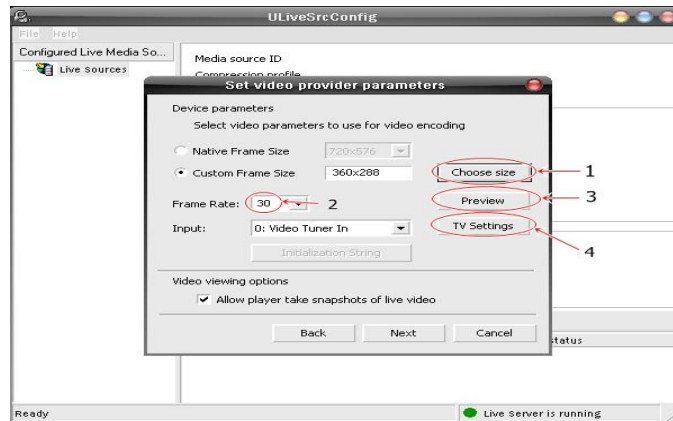 ULiveSrcConfig
File Help
Configured Live Media So...
Live Sources
Media source ID
Compression profile
Set video provider parameters
Device parameters
Select video parameters to use for video encoding
Native Frame Size 720x576
Custom Frame Size 360x288 Choose size 1
Frame Rate: 30 2 Preview 3
Input: 0: Video Tuner In TV Settings 4
Initialization String
Video viewing options
Allow player take snapshots of live video
Back Next Cancel
status
Ready Live Server is running